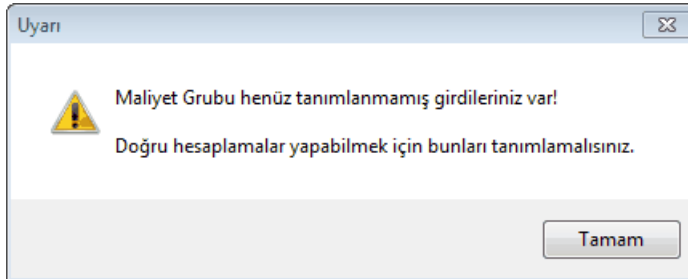 Uyarı
Maliyet Grubu henüz tanımlanmamış girdileriniz var!
Doğru hesaplamalar yapabilmek için bunları tanımlamalısınız.
Tamam